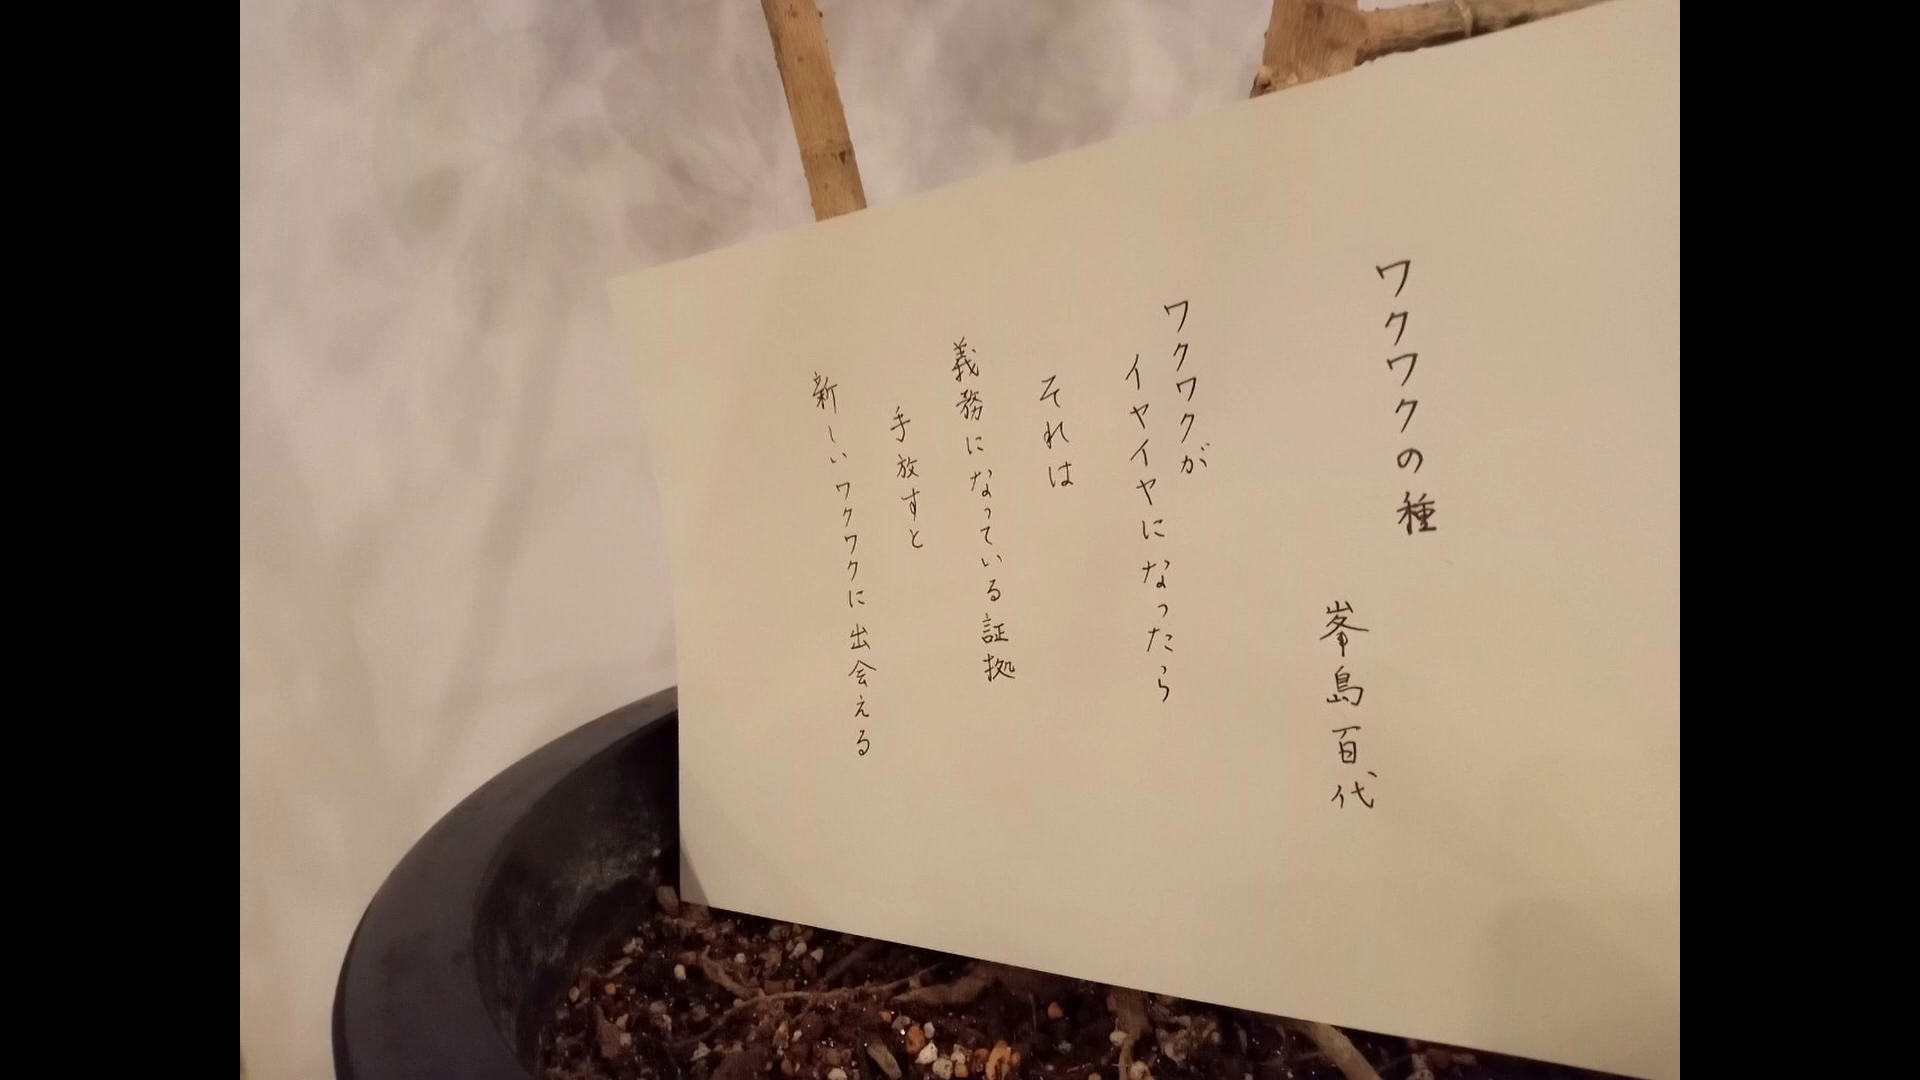 ワクワクの種
峯島百代
ワクワクが
イヤイヤになったら
それは
義務になっている証拠
手放すと
新しいワクワクに出会える